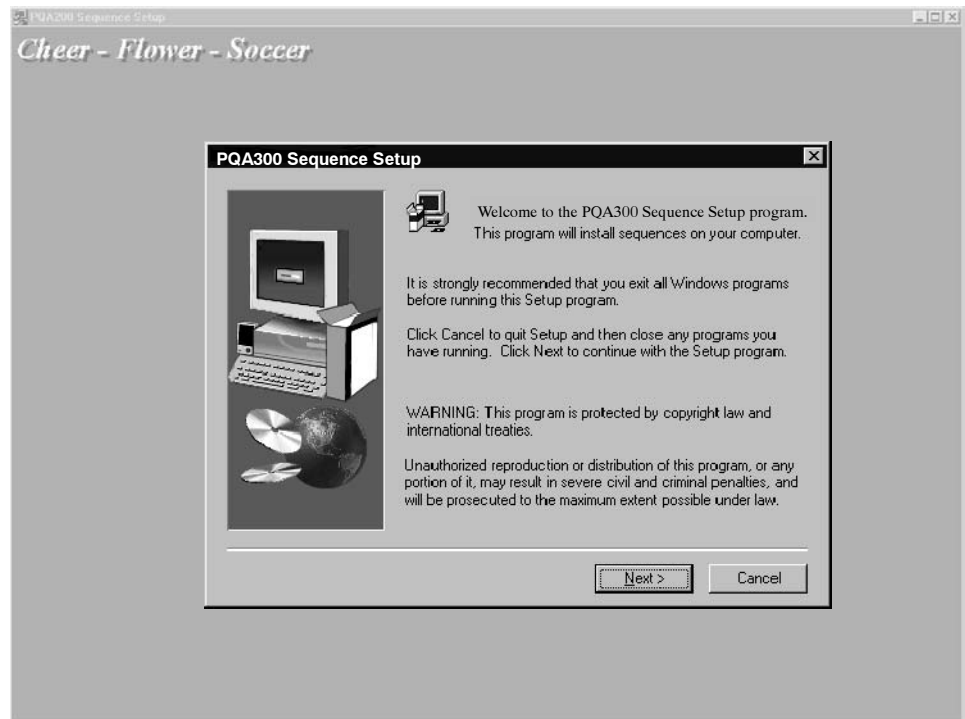 PQA200 Sequence Setup
Cheer - Flower - Soccer
PQA300 Sequence Setup
Welcome to the PQA300 Sequence Setup program.
This program will install sequences on your computer.
It is strongly recommended that you exit all Windows programs
before running this Setup program.
Click Cancel to quit Setup and then close any programs you
have running. Click Next to continue with the Setup program.
WARNING: This program is protected by copyright law and
international treaties.
Unauthorized reproduction or distribution of this program, or any
portion of it, may result in severe civil and criminal penalties, and
will be prosecuted to the maximum extent possible under law.
Next >
Cancel